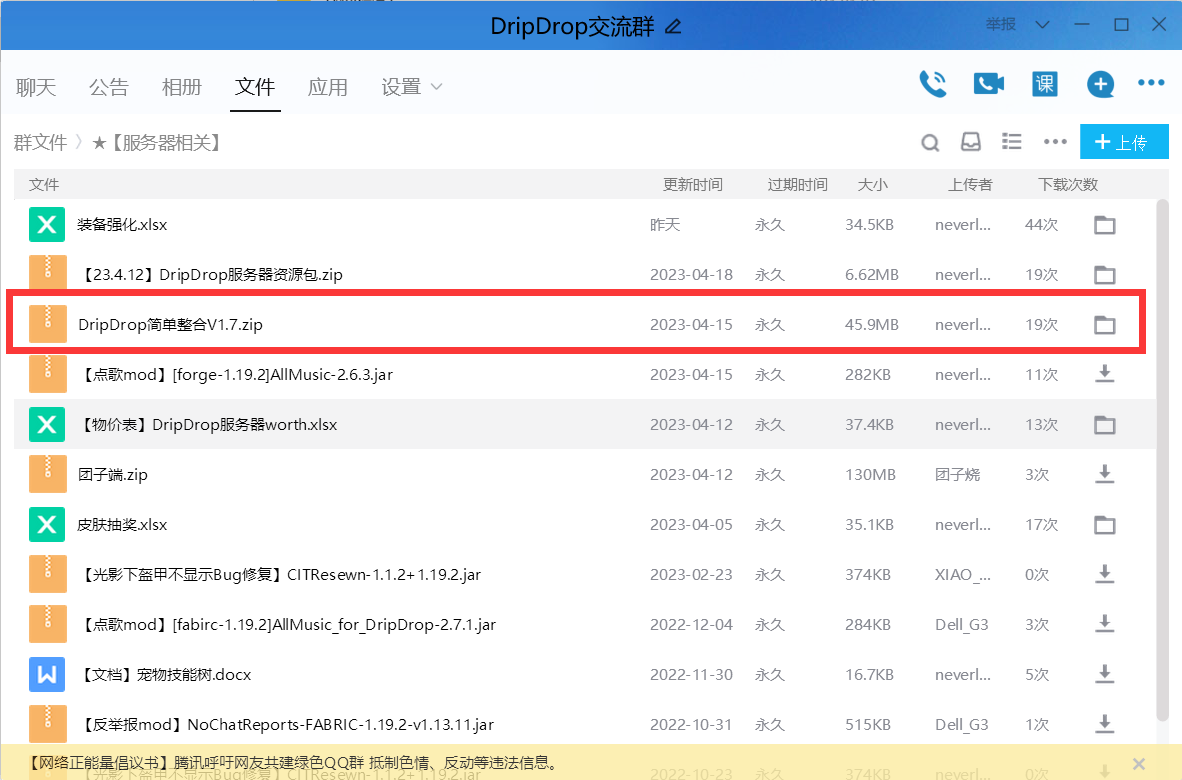 DripDrop交流群
举报
聊天 公告 相册 文件 应用 设置
课
群文件 〉 ★【服务器相关】
上传
文件 更新时间 过期时间 大小 上传者 下载次数
装备强化.xlsx 昨天 永久 34.5KB neverl... 44次
【23.4.12】DripDrop服务器资源包.zip 2023-04-18 永久 6.62MB neverl... 19次
DripDrop简单整合V1.7.zip 2023-04-15 永久 45.9MB neverl... 19次
【点歌mod】[forge-1.19.2]AllMusic-2.6.3.jar 2023-04-15 永久 282KB neverl... 11次
【物价表】DripDrop服务器worth.xlsx 2023-04-12 永久 37.4KB neverl... 13次
团子端.zip 2023-04-12 永久 130MB 团子烧 3次
皮肤抽奖.xlsx 2023-04-05 永久 35.1KB neverl... 17次
【光影下盔甲不显示Bug修复】CITResewn-1.1.2+1.19.2.jar 2023-02-23 永久 374KB XIAO_... 0次
【点歌mod】[fabirc-1.19.2]AllMusic_for_DripDrop-2.7.1.jar 2022-12-04 永久 284KB Dell_G3 3次
【文档】宠物技能树.docx 2022-11-30 永久 16.7KB neverl... 5次
【反举报mod】NoChatReports-FABRIC-1.19.2-v1.13.11.jar 2022-10-31 永久 515KB Dell_G3 1次
【网络正能量倡议书】腾讯呼吁网友共建绿色QQ群 抵制色情、反动等违法信息。